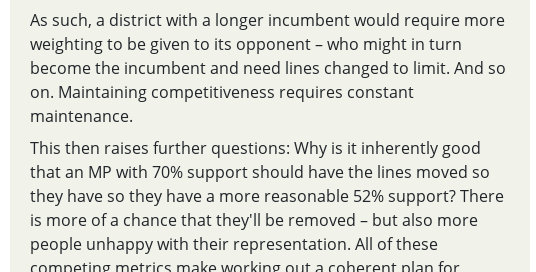 As such, a district with a longer incumbent would require more
weighting to be given to its opponent – who might in turn
become the incumbent and need lines changed to limit. And so
on. Maintaining competitiveness requires constant
maintenance.
This then raises further questions: Why is it inherently good
that an MP with 70% support should have the lines moved so
they have so they have a more reasonable 52% support? There
is more of a chance that they'll be removed – but also more
people unhappy with their representation. All of these
competing metrics make working out a coherent plan for